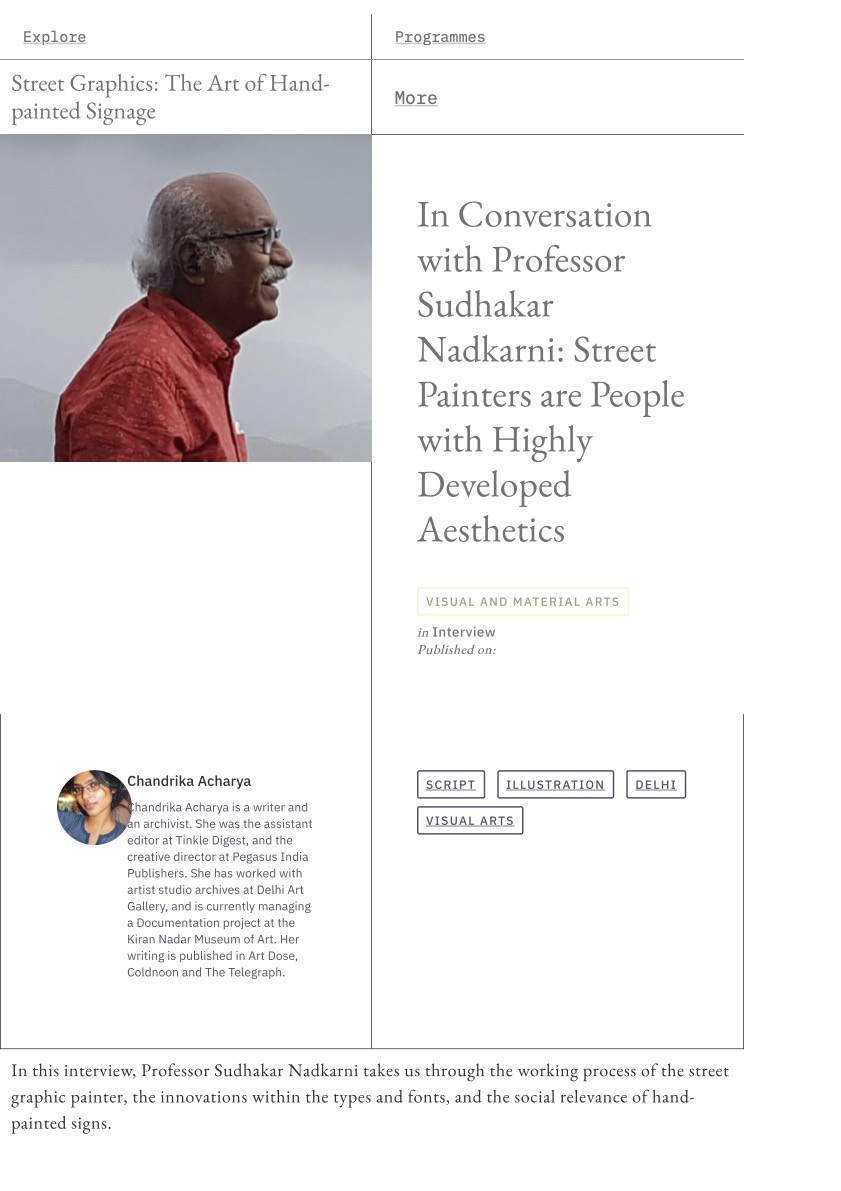 Explore
Programmes
Street Graphics: The Art of Hand-
painted Signage
More
In Conversation
with Professor
Sudhakar
Nadkarni: Street
Painters are People
with Highly
Developed
Aesthetics
VISUAL AND MATERIAL ARTS
in Interview
Published on:
Chandrika Acharya
Chandrika Acharya is a writer and
an archivist. She was the assistant
editor at Tinkle Digest, and the
creative director at Pegasus India
Publishers. She has worked with
artist studio archives at Delhi Art
Gallery, and is currently managing
a Documentation project at the
Kiran Nadar Museum of Art. Her
writing is published in Art Dose,
Coldnoon and The Telegraph.
SCRIPT ILLUSTRATION DELHI
VISUAL ARTS
In this interview, Professor Sudhakar Nadkarni takes us through the working process of the street
graphic painter, the innovations within the types and fonts, and the social relevance of hand-
painted signs.